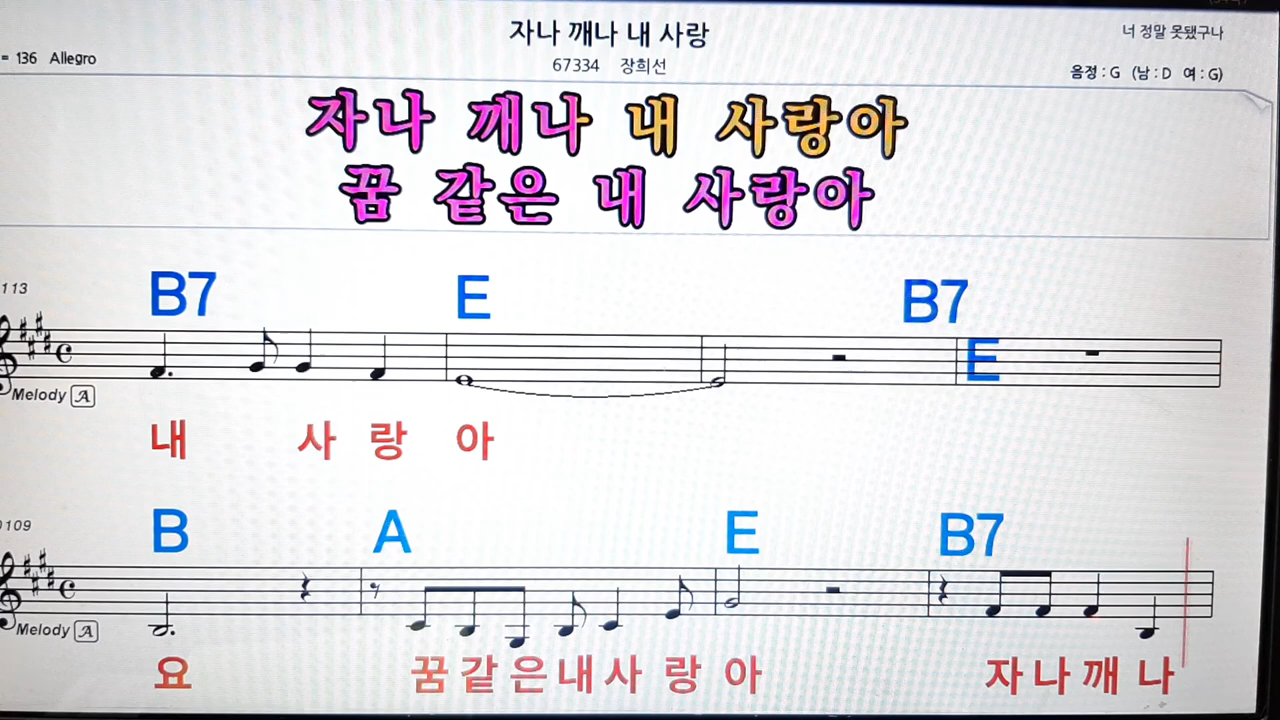 자나 깨나 내 사랑
너 정말 못됐구나
= 136 Allegro
67334 장희선
음정 : G (남 : D 여 : G)
자나 깨나 내 사랑아
꿈 같은 내 사랑아
113
B7 E B7
E
Melody A
내 사 랑 아
0109
B A E B7
Melody A
요 꿈 같 은 내 사 랑 아 자 나 깨 나